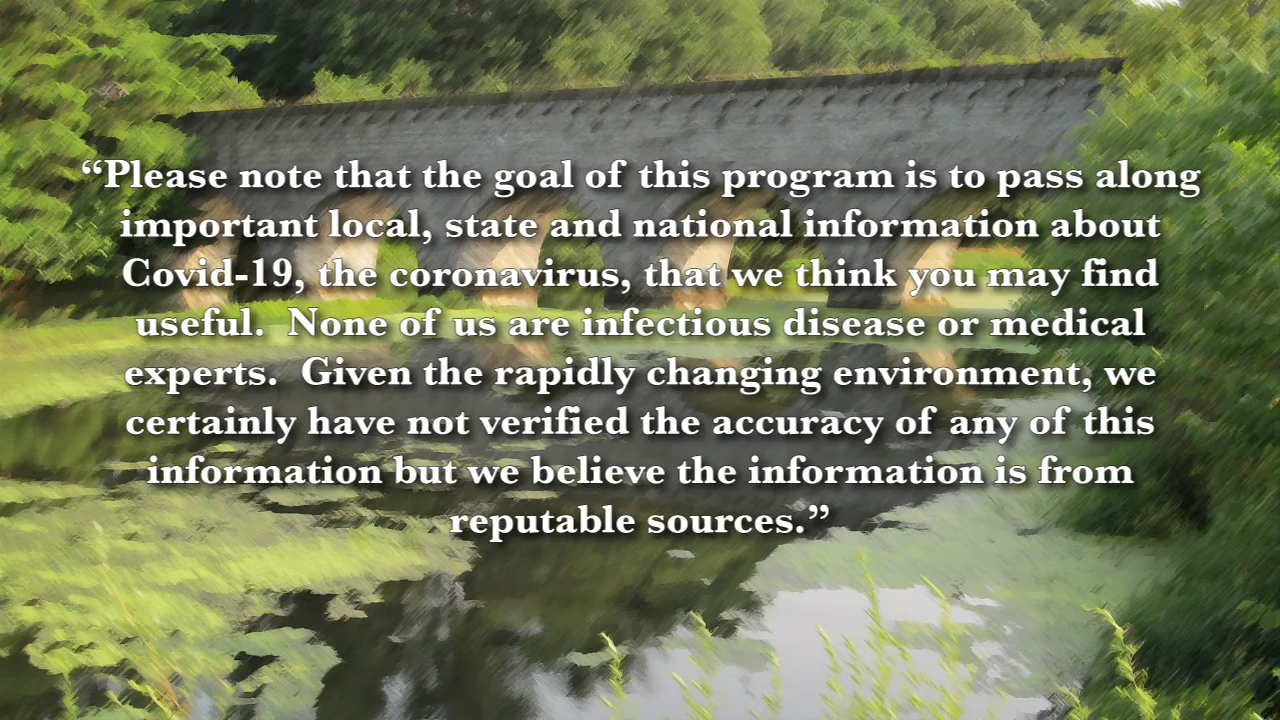 “Please note that the goal of this program is to pass along
important local, state and national information about
Covid-19, the coronavirus, that we think you may find
useful.  None of us are infectious disease or medical
experts.  Given the rapidly changing environment, we
certainly have not verified the accuracy of any of this
information but we believe the information is from
reputable sources.”